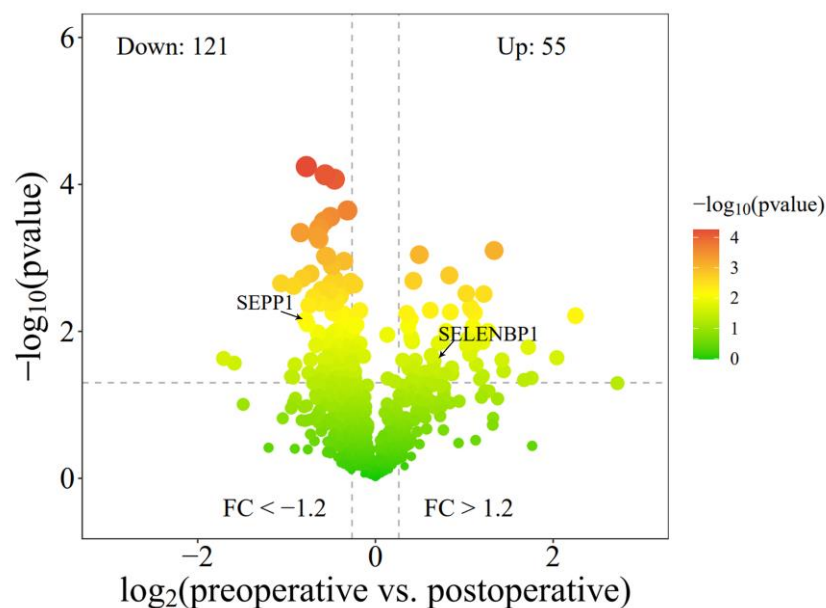 6
Down: 121
Up: 55
4
−log₁₀(pvalue)
4
3
2
1
0
SEPP1
SELENBP1
2
−log₁₀(pvalue)
0
FC < −1.2
FC > 1.2
−2
0
2
log₂(preoperative vs. postoperative)